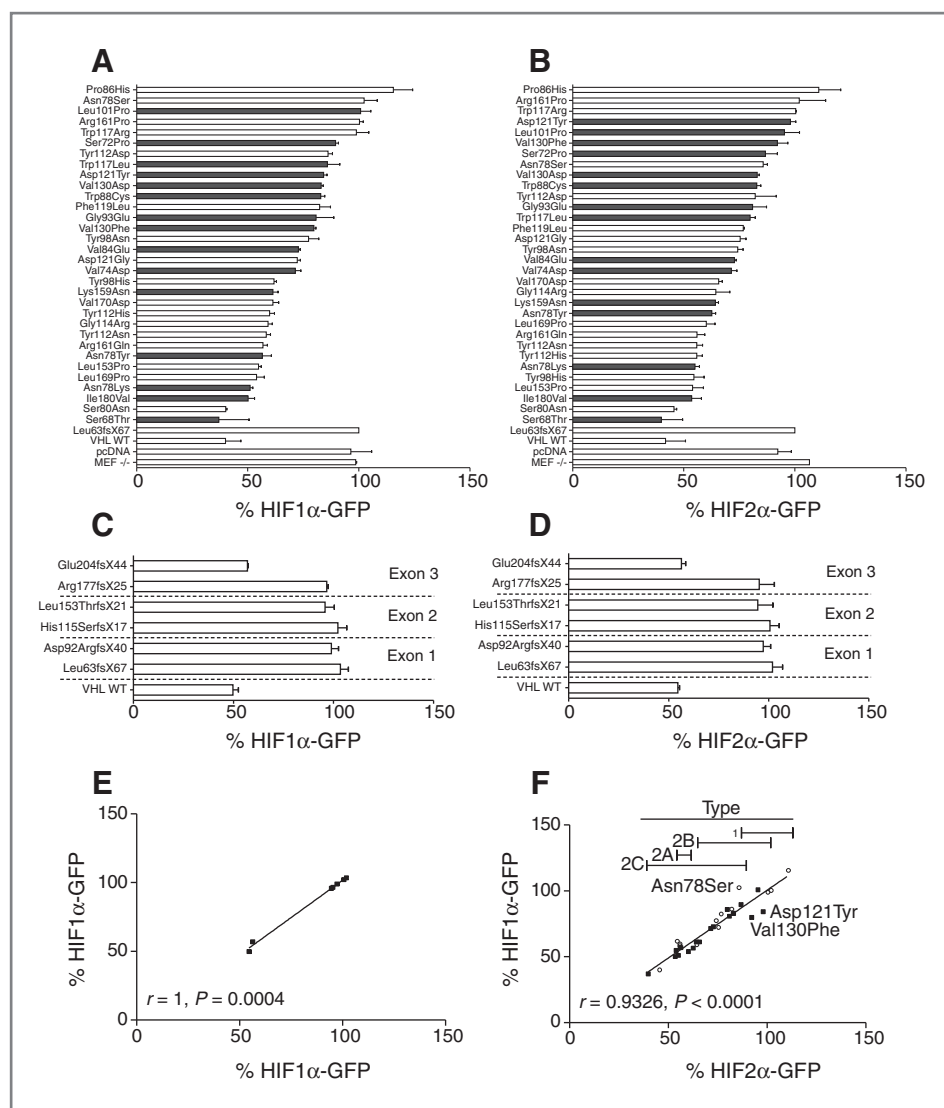 A
Pro86His
Asn78Ser
Leu101Pro
Arg161Pro
Trp117Arg
Ser72Pro
Tyr112Asp
Trp117Leu
Asp121Tyr
Val130Asp
Trp88Cys
Phe119Leu
Gly93Glu
Val130Phe
Tyr98Asn
Val84Glu
Asp121Gly
Val74Asp
Tyr98His
Lys159Asn
Val170Asp
Tyr112His
Gly114Arg
Tyr112Asn
Arg161Gln
Asn78Tyr
Leu153Pro
Leu169Pro
Asn78Lys
Ile180Val
Ser80Asn
Ser68Thr
Leu63fsX67
VHL WT
pcDNA
MEF -/-
0 50 100 150
% HIF1α-GFP
B
Pro86His
Arg161Pro
Trp117Arg
Asp121Tyr
Leu101Pro
Val130Phe
Ser72Pro
Asn78Ser
Val130Asp
Trp88Cys
Tyr112Asp
Gly93Glu
Trp117Leu
Phe119Leu
Asp121Gly
Tyr98Asn
Val84Glu
Val74Asp
Val170Asp
Gly114Arg
Lys159Asn
Asn78Tyr
Leu169Pro
Arg161Gln
Tyr112Asn
Tyr112His
Asn78Lys
Tyr98His
Leu153Pro
Ile180Val
Ser80Asn
Ser68Thr
Leu63fsX67
VHL WT
pcDNA
MEF -/-
0 50 100 150
% HIF2α-GFP
C
Glu204fsX44
Exon 3
Arg177fsX25
Leu153ThrfsX21
Exon 2
His115SerfsX17
Asp92ArgfsX40
Exon 1
Leu63fsX67
VHL WT
0 50 100 150
% HIF1α-GFP
D
Glu204fsX44
Exon 3
Arg177fsX25
Leu153ThrfsX21
Exon 2
His115SerfsX17
Asp92ArgfsX40
Exon 1
Leu63fsX67
VHL WT
0 50 100 150
% HIF2α-GFP
E
150
100
50
0
% HIF1α-GFP
r = 1, P = 0.0004
0 50 100 150
% HIF1α-GFP
F
Type
150
100
50
0
% HIF1α-GFP
1
2B
2A
2C
Asn78Ser
Asp121Tyr
Val130Phe
r = 0.9326, P < 0.0001
0 50 100 150
% HIF2α-GFP